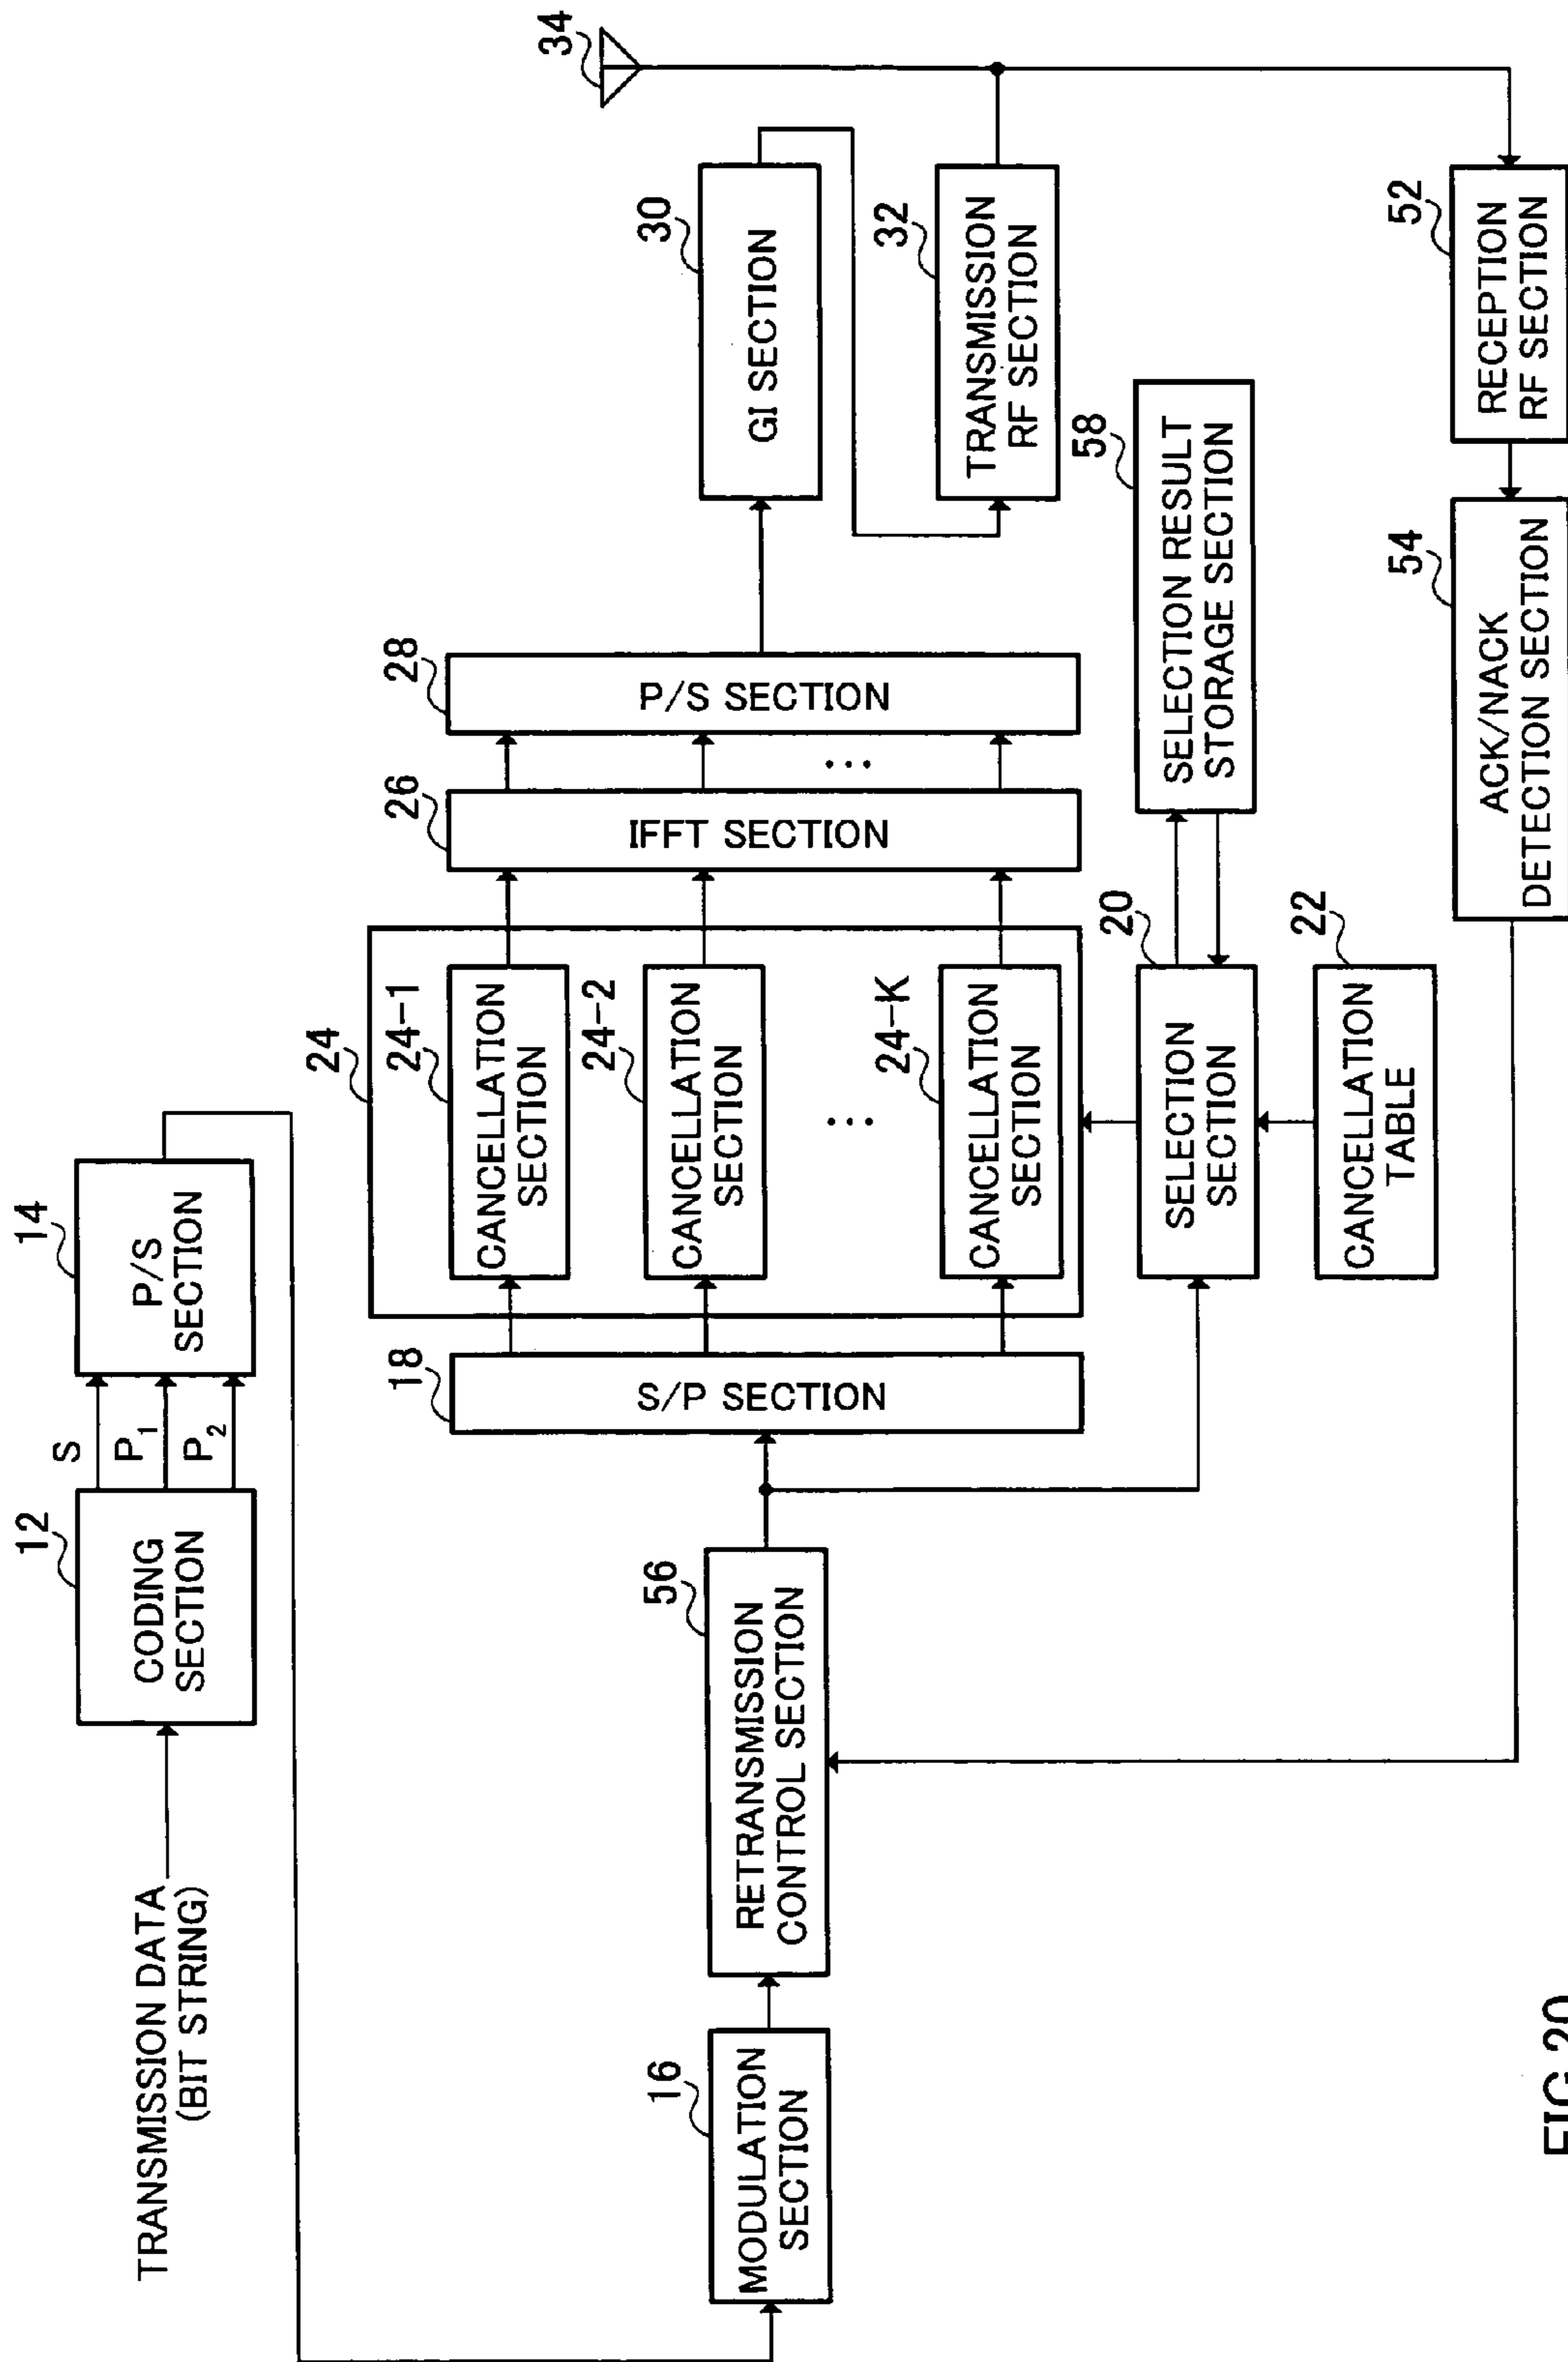 TRANSMISSION DATA
(BIT STRING)
12
CODING
SECTION
S
P1
P2
14
P/S
SECTION
16
MODULATION
SECTION
56
RETRANSMISSION
CONTROL SECTION
18
S/P SECTION
24
24-1
CANCELLATION
SECTION
24-2
CANCELLATION
SECTION
...
24-K
CANCELLATION
SECTION
20
SELECTION
SECTION
22
CANCELLATION
TABLE
26
IFFT SECTION
...
28
P/S SECTION
58
SELECTION RESULT
STORAGE SECTION
30
GI SECTION
32
TRANSMISSION
RF SECTION
34
52
RECEPTION
RF SECTION
54
ACK/NACK
DETECTION SECTION
FIG.20